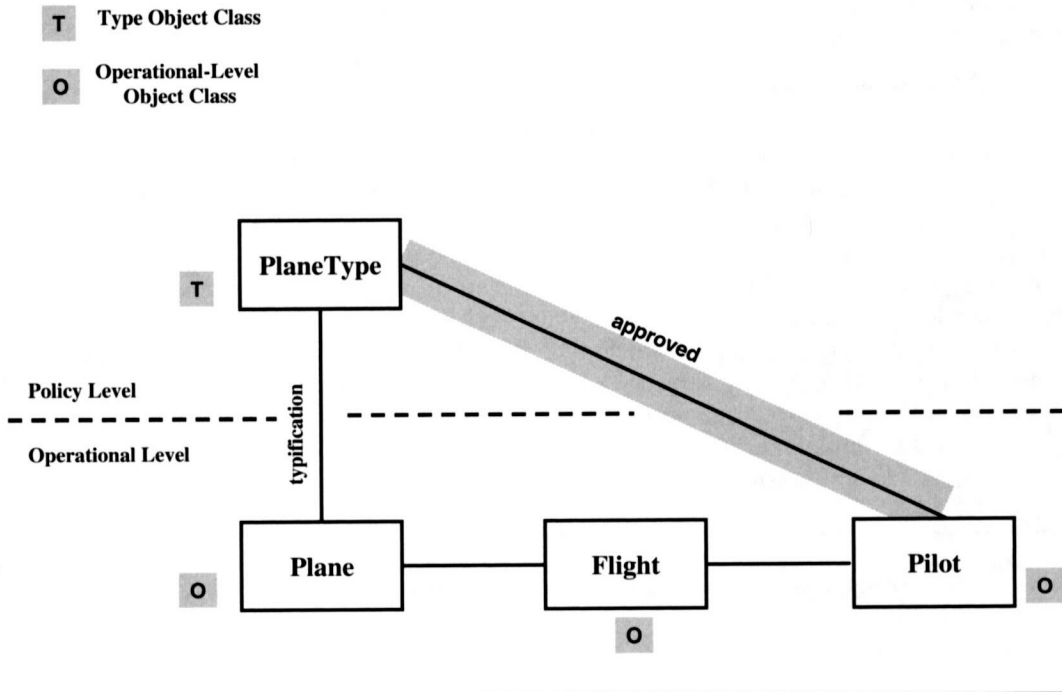 T Type Object Class
O Operational-Level
Object Class
PlaneType
T
approved
Policy Level
typification
Operational Level
Plane
Flight
Pilot
O
O
O